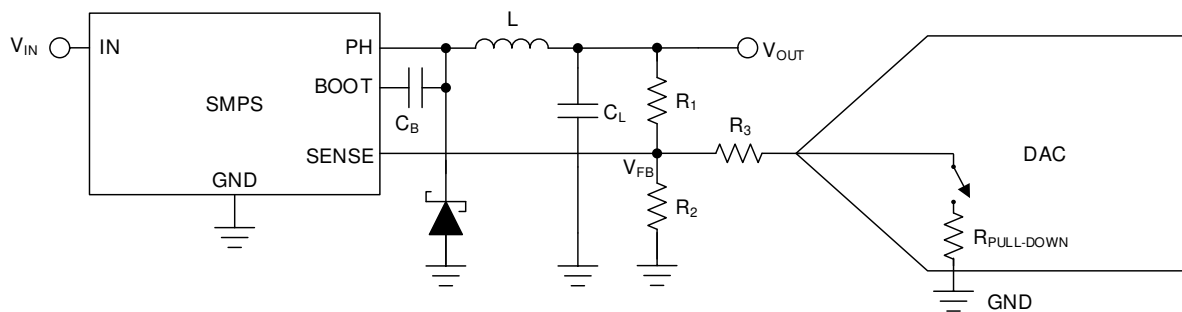 V_IN
IN
PH
BOOT
SMPS
SENSE
GND
L
C_B
C_L
V_OUT
R_1
V_FB
R_2
R_3
DAC
R_PULL-DOWN
GND